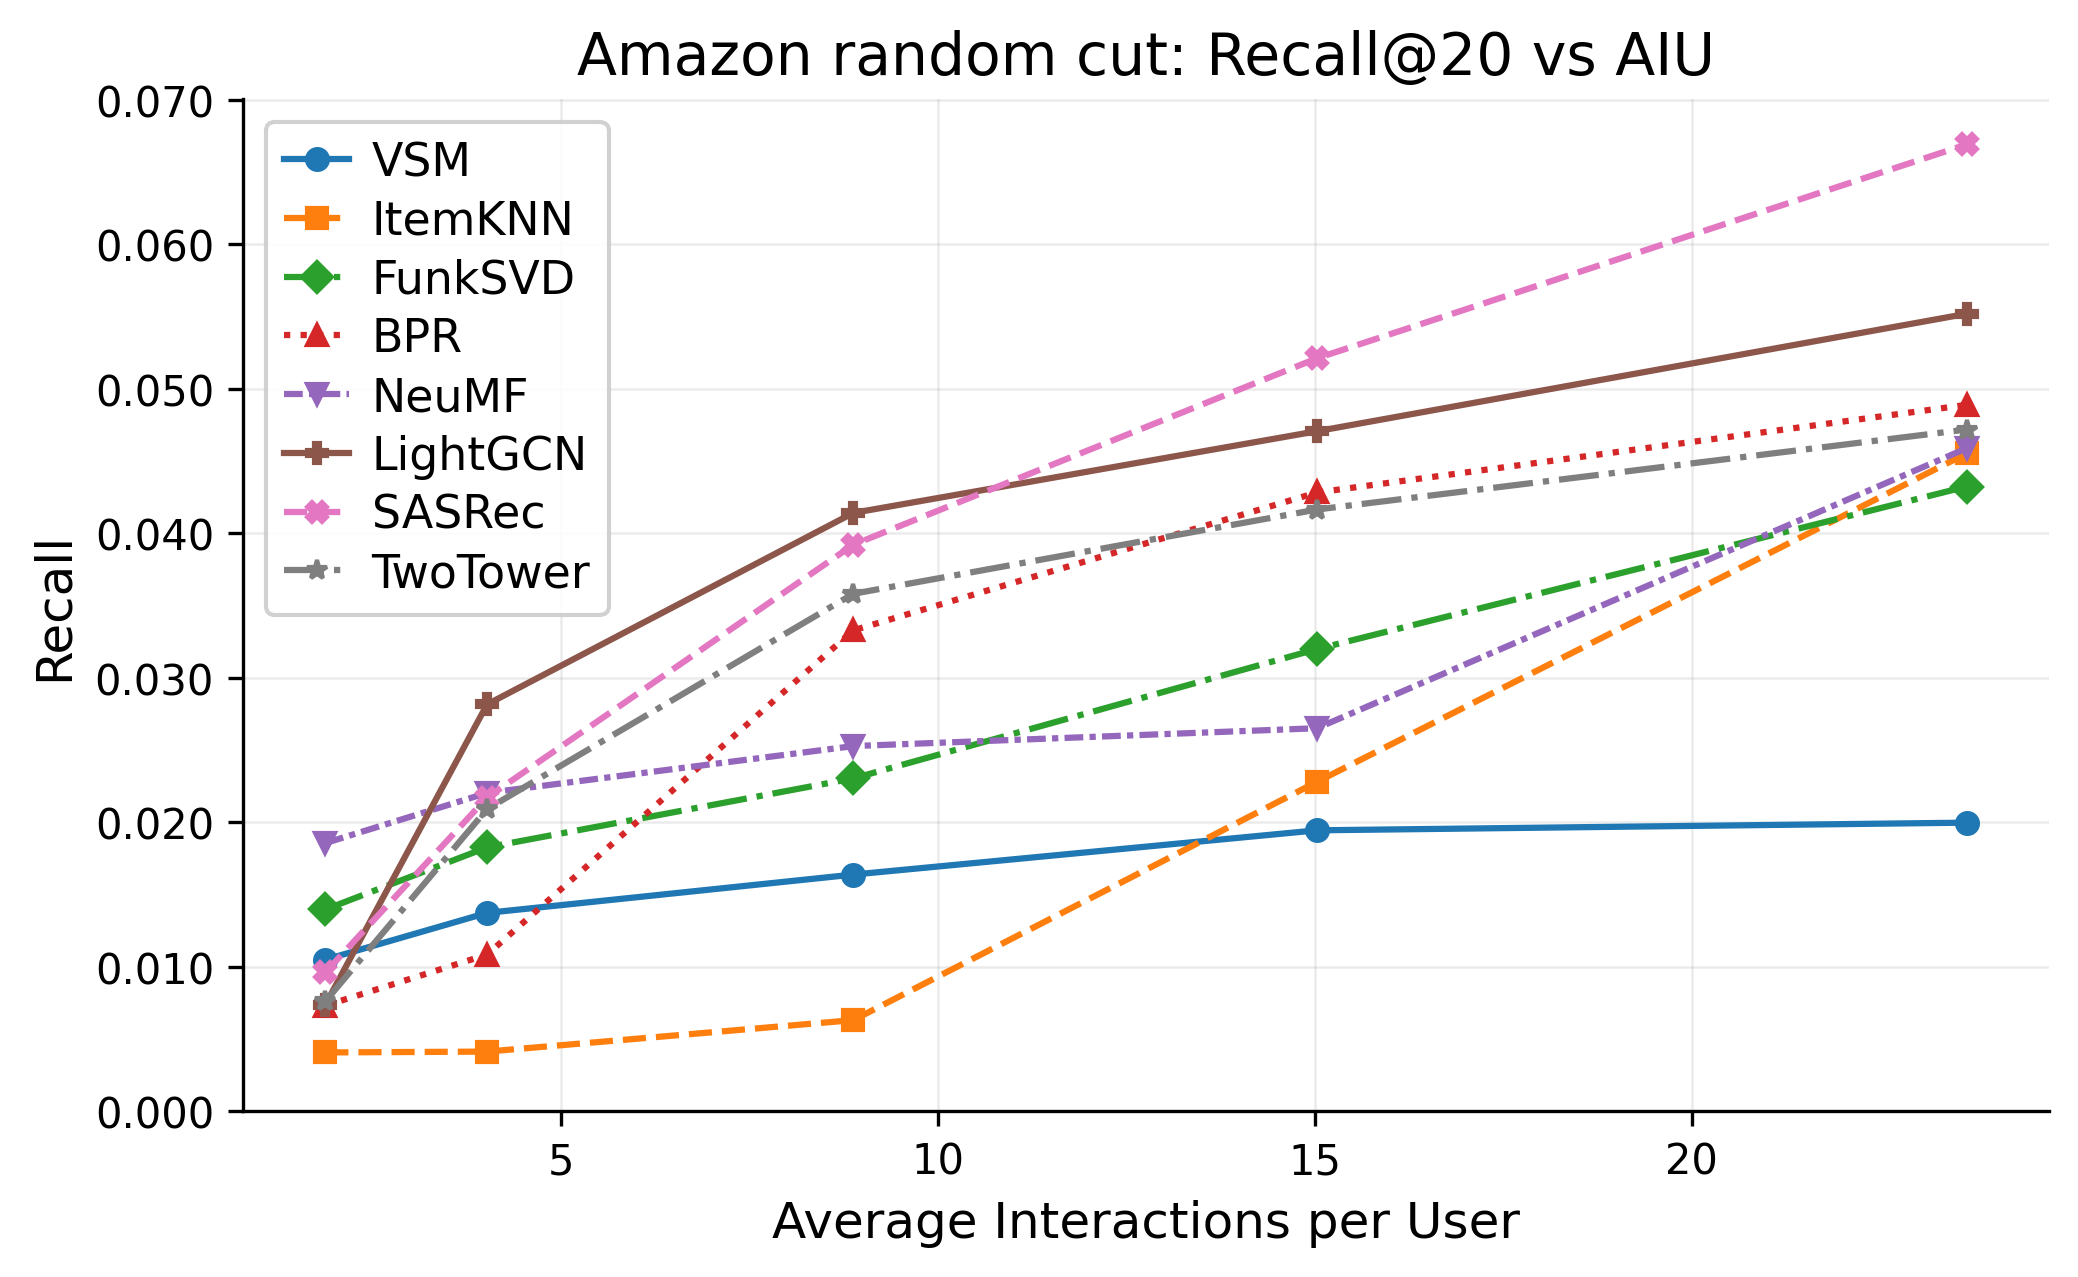 Amazon random cut: Recall@20 vs AIU
0.070
0.060
0.050
0.040
0.030
0.020
0.010
0.000
Recall
VSM
ItemKNN
FunkSVD
BPR
NeuMF
LightGCN
SASRec
TwoTower
5
10
15
20
Average Interactions per User